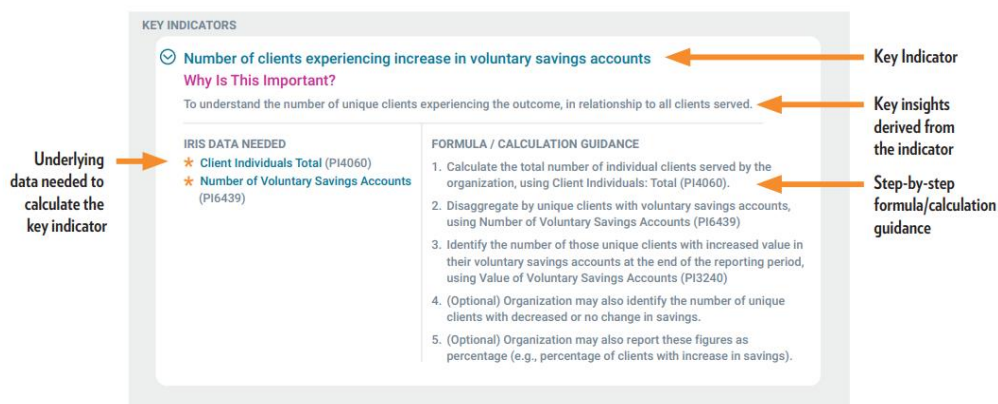 KEY INDICATORS
Number of clients experiencing increase in voluntary savings accounts
Why Is This Important?
To understand the number of unique clients experiencing the outcome, in relationship to all clients served.
IRIS DATA NEEDED
* Client Individuals Total (PI4060)
* Number of Voluntary Savings Accounts
(PI6439)
FORMULA / CALCULATION GUIDANCE
1. Calculate the total number of individual clients served by the
organization, using Client Individuals: Total (PI4060).
2. Disaggregate by unique clients with voluntary savings accounts,
using Number of Voluntary Savings Accounts (PI6439)
3. Identify the number of those unique clients with increased value in
their voluntary savings accounts at the end of the reporting period,
using Value of Voluntary Savings Accounts (PI3240)
4. (Optional) Organization may also identify the number of unique
clients with decreased or no change in savings.
5. (Optional) Organization may also report these figures as
percentage (e.g., percentage of clients with increase in savings).
Underlying
data needed to
calculate the
key indicator
Key Indicator
Key insights
derived from
the indicator
Step-by-step
formula/calculation
guidance